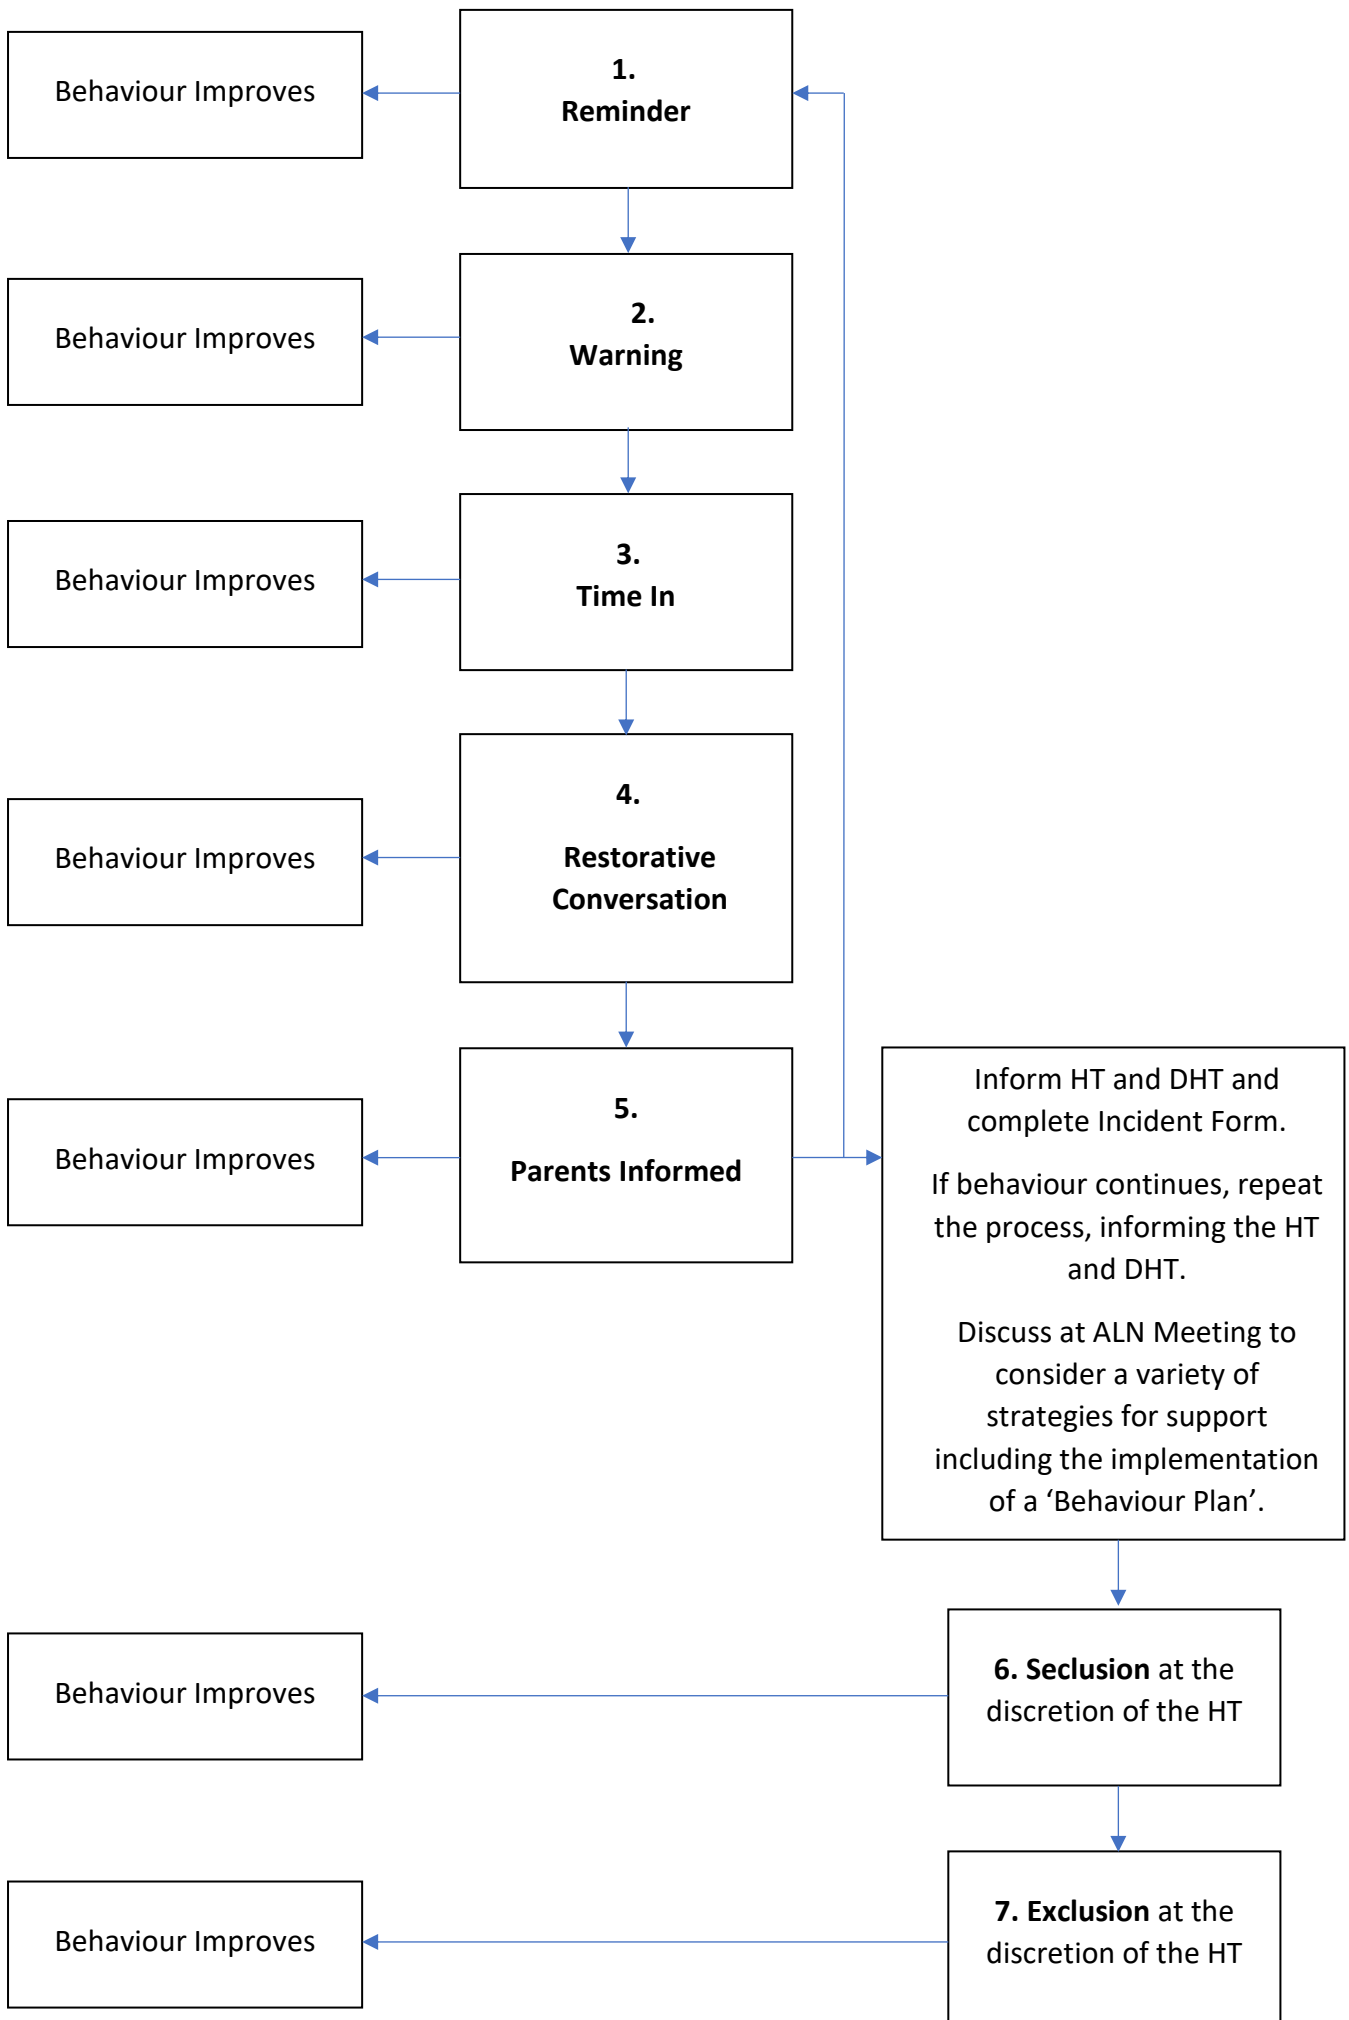 Behaviour Improves
1.
Reminder
Behaviour Improves
2.
Warning
Behaviour Improves
3.
Time In
Behaviour Improves
4.
Restorative
Conversation
Behaviour Improves
5.
Parents Informed
Inform HT and DHT and
complete Incident Form.
If behaviour continues, repeat
the process, informing the HT
and DHT.
Discuss at ALN Meeting to
consider a variety of
strategies for support
including the implementation
of a ‘Behaviour Plan’.
Behaviour Improves
6. Seclusion at the
discretion of the HT
Behaviour Improves
7. Exclusion at the
discretion of the HT